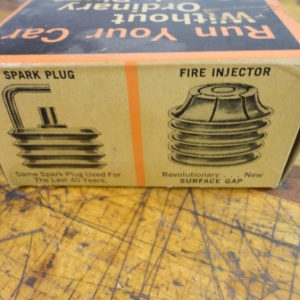 Run Your Car
Without
Ordinary
SPARK PLUG
FIRE INJECTOR
Same Spark Plug Used For
The Last 40 Years.
Revolutionary . . . New
SURFACE GAP